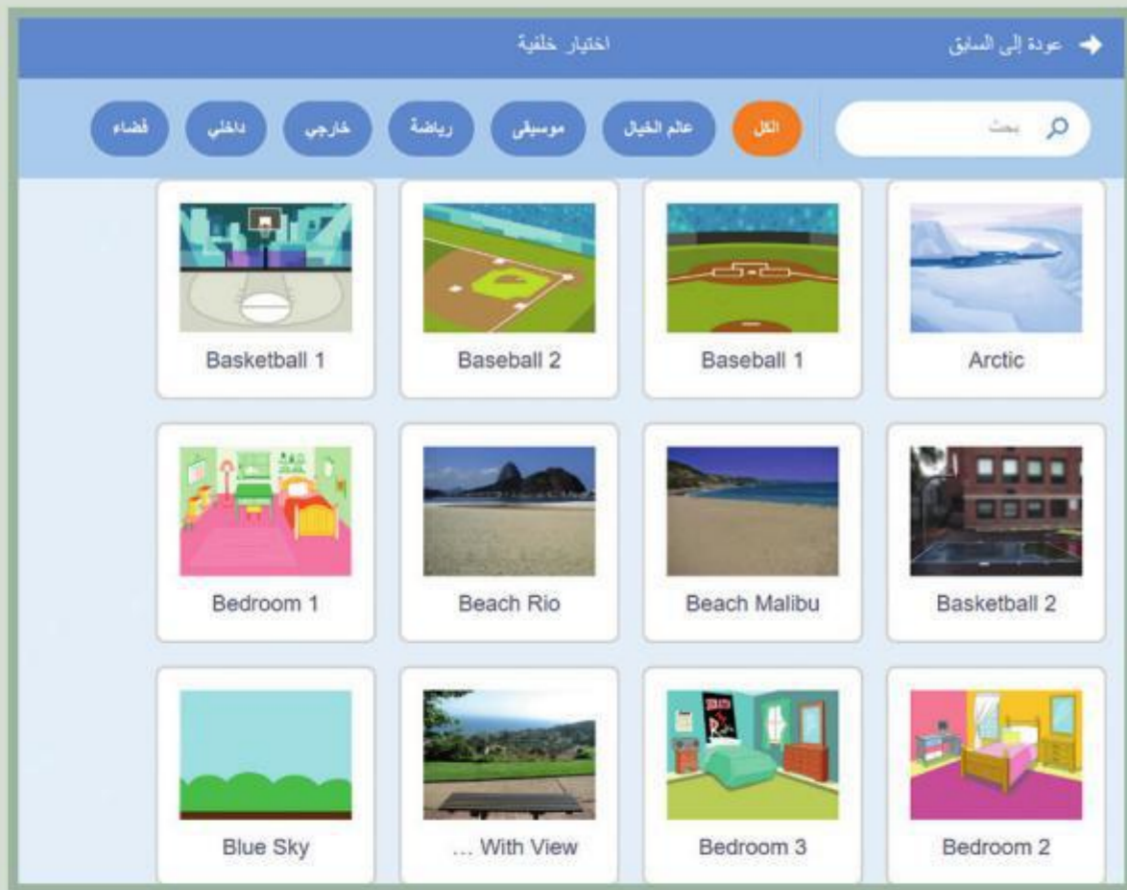 عودة إلى السابق
اختيار خلفية
بحث
الكل
عالم الخيال
موسيقى
رياضة
خارجي
داخلي
فضاء
Arctic
Baseball 1
Baseball 2
Basketball 1
Basketball 2
Beach Malibu
Beach Rio
Bedroom 1
Bedroom 2
Bedroom 3
... With View
Blue Sky